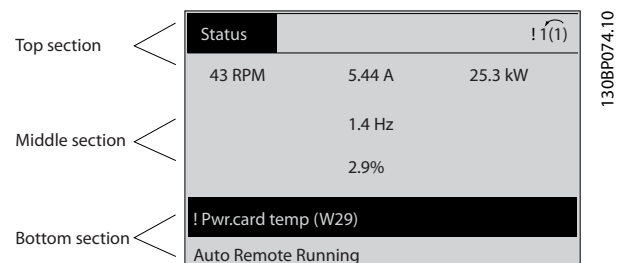 Top section
Status
! 1(1)
43 RPM 5.44 A 25.3 kW
Middle section
1.4 Hz
2.9%
Bottom section
! Pwr.card temp (W29)
Auto Remote Running
130BP074.10